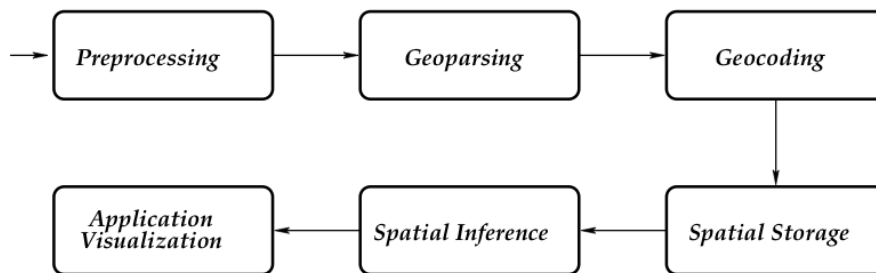 Preprocessing
Geoparsing
Geocoding
Application
Visualization
Spatial Inference
Spatial Storage